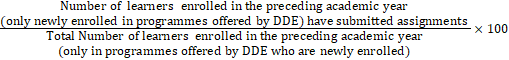 Number of learners enrolled in the preceding academic year
(only newly enrolled in programmes offered by DDE) have submitted assignments
× 100
Total Number of learners enrolled in the preceding academic year
(only in programmes offered by DDE who are newly enrolled)